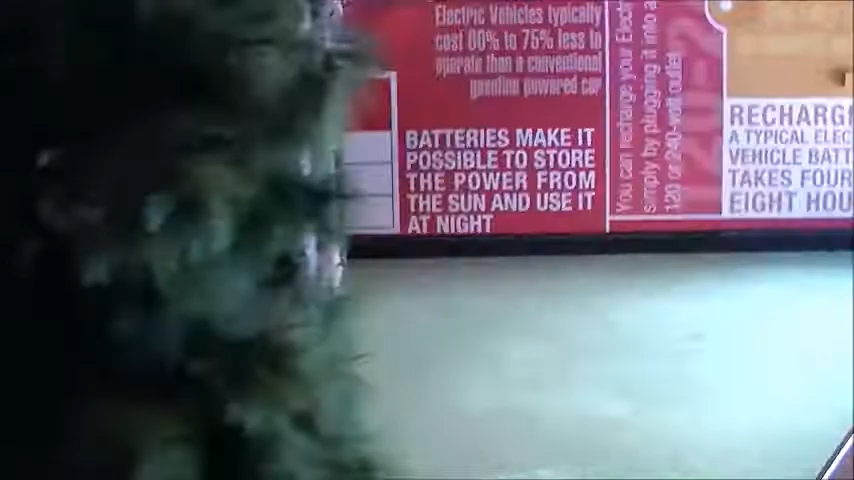 Electric Vehicles typically
cost 60% to 75% less to
operate than a conventional
gasoline powered car
BATTERIES MAKE IT
POSSIBLE TO STORE
THE POWER FROM
THE SUN AND USE IT
AT NIGHT
You can recharge your Electr
simply by plugging it into a
120 or 240-volt outlet
RECHARG
A TYPICAL ELEC
VEHICLE BATT
TAKES FOUR
EIGHT HOU